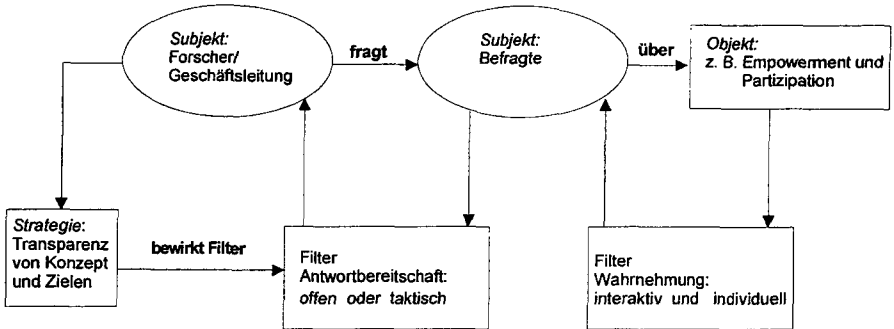 Subjekt:
Forscher/
Geschäftsleitung
fragt
Subjekt:
Befragte
über
Objekt:
z. B. Empowerment und
Partizipation
Strategie:
Transparenz
von Konzept
und Zielen
bewirkt Filter
Filter
Antwortbereitschaft:
offen oder taktisch
Filter
Wahrnehmung:
interaktiv und individuell